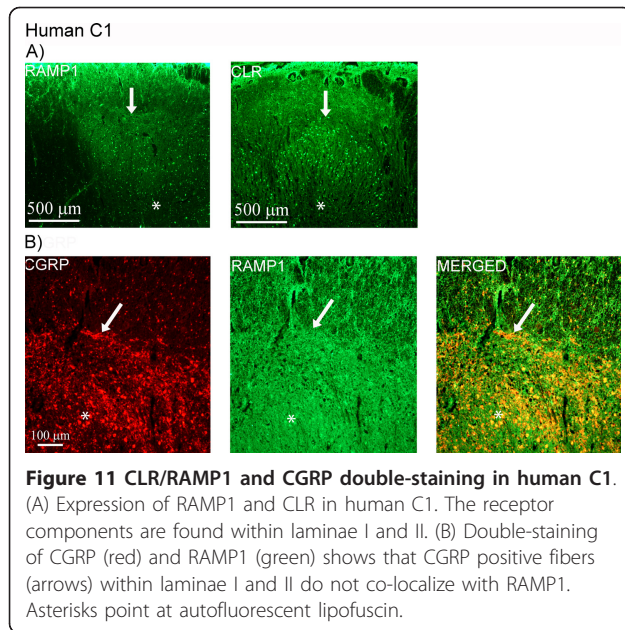 Human C1
A)
RAMP1
CLR
500 µm
*
500 µm
*
B)
CGRP
RAMP1
MERGED
*
100 µm
*
*
Figure 11 CLR/RAMP1 and CGRP double-staining in human C1.
(A) Expression of RAMP1 and CLR in human C1. The receptor
components are found within laminae I and II. (B) Double-staining
of CGRP (red) and RAMP1 (green) shows that CGRP positive fibers
(arrows) within laminae I and II do not co-localize with RAMP1.
Asterisks point at autofluorescent lipofuscin.